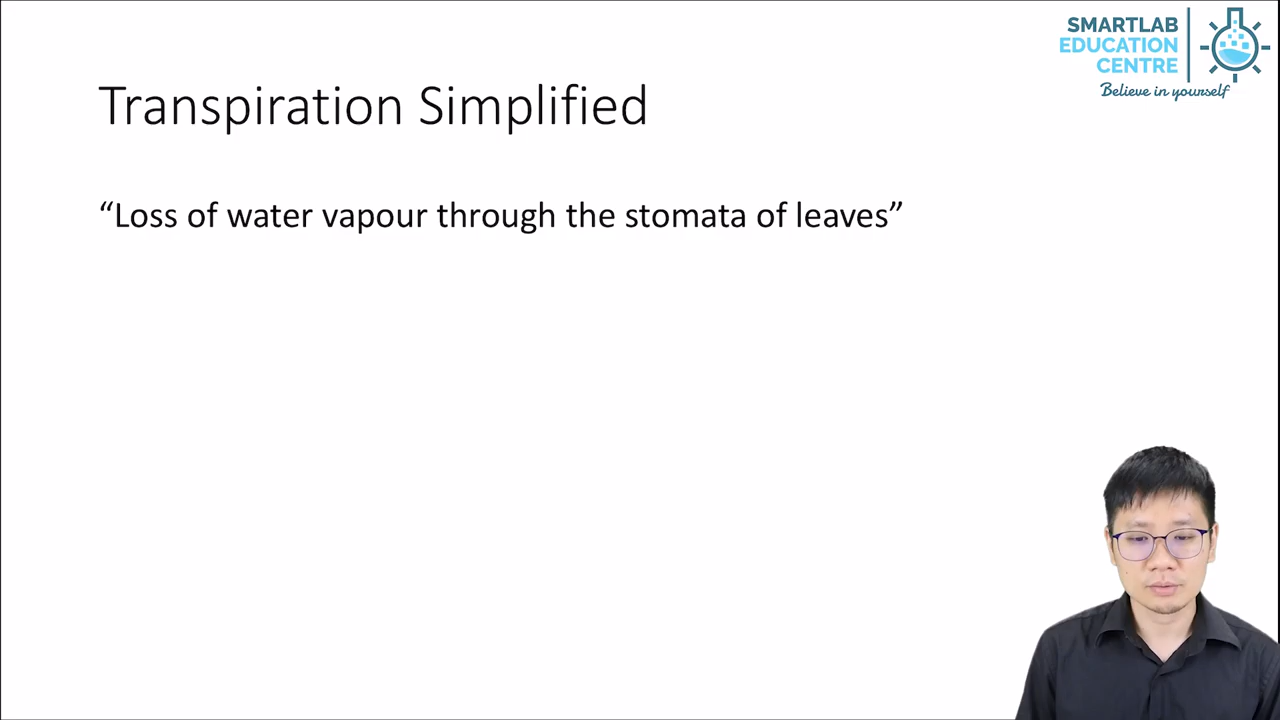 SMARTLAB
EDUCATION
CENTRE
Believe in yourself
Transpiration Simplified
“Loss of water vapour through the stomata of leaves”